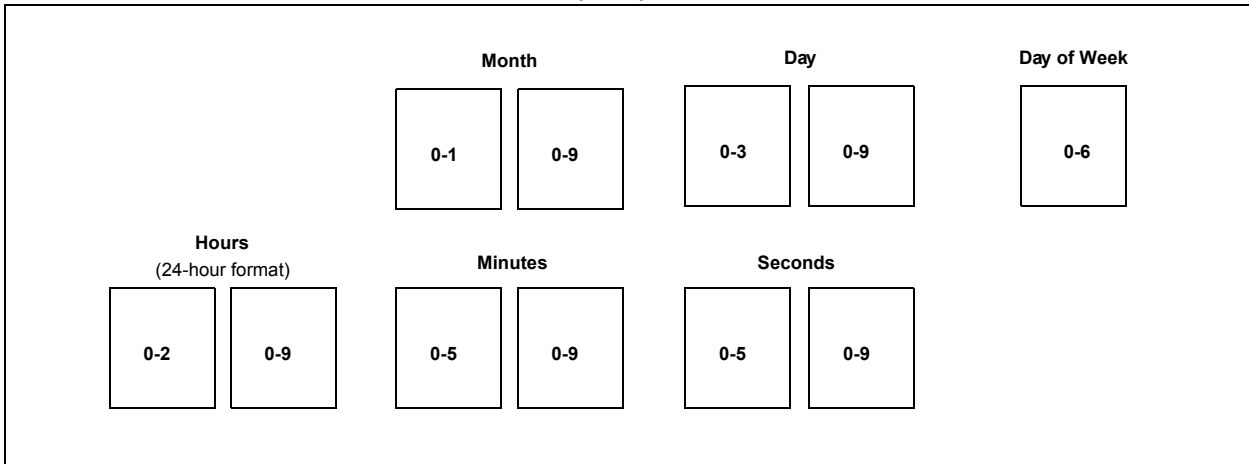 Month Day Day of Week
0-1 0-9 0-3 0-9 0-6
Hours
(24-hour format)
Minutes Seconds
0-2 0-9 0-5 0-9 0-5 0-9